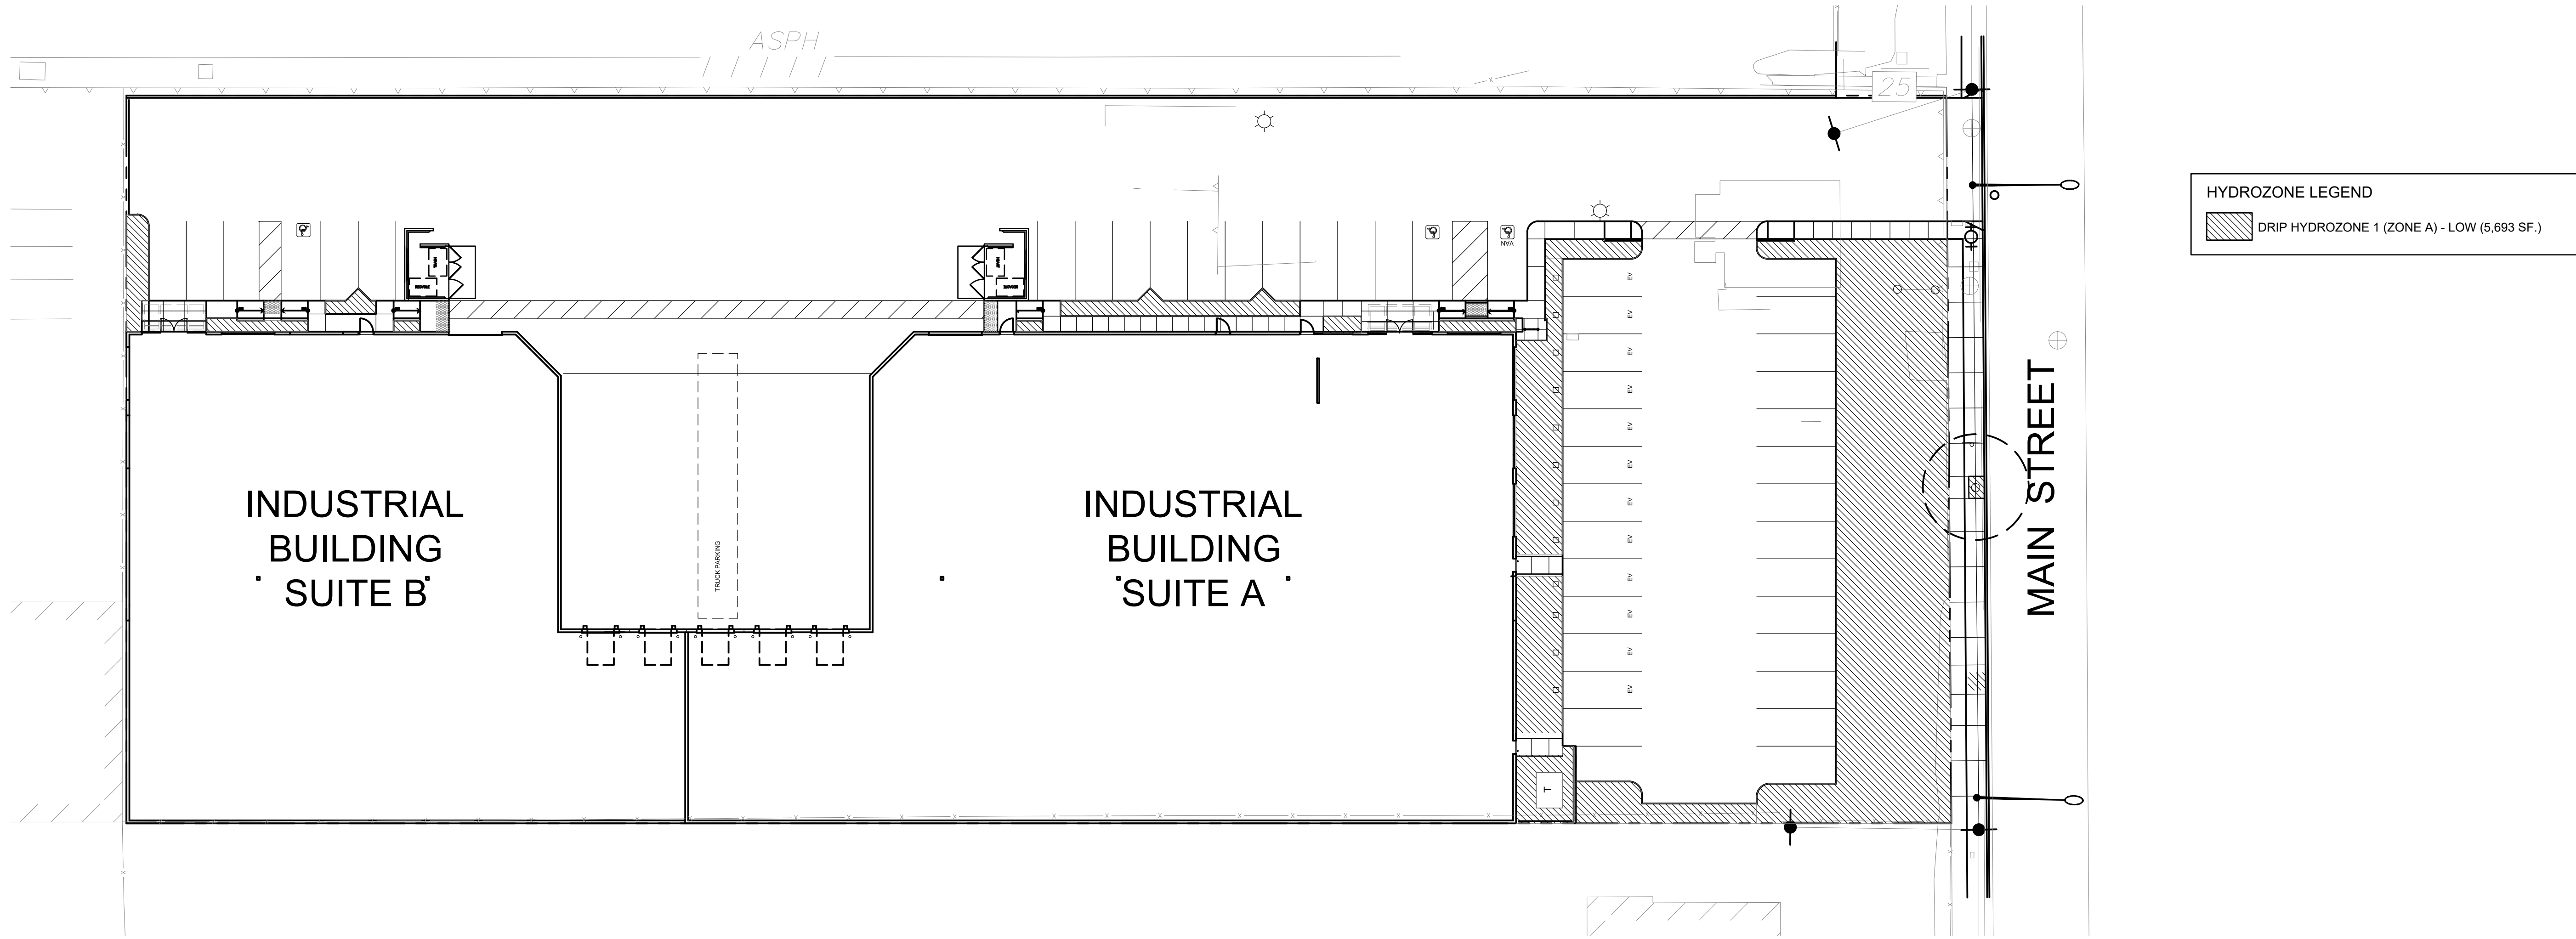 ASPH
25
HYDROZONE LEGEND
DRIP HYDROZONE 1 (ZONE A) - LOW (5,693 SF.)
VAN
RECYCLE
EV
EV
EV
EV
EV
EV
EV
EV
EV
EV
EV
EV
INDUSTRIAL
BUILDING
SUITE B
TRUCK PARKING
INDUSTRIAL
BUILDING
SUITE A
T
MAIN STREET